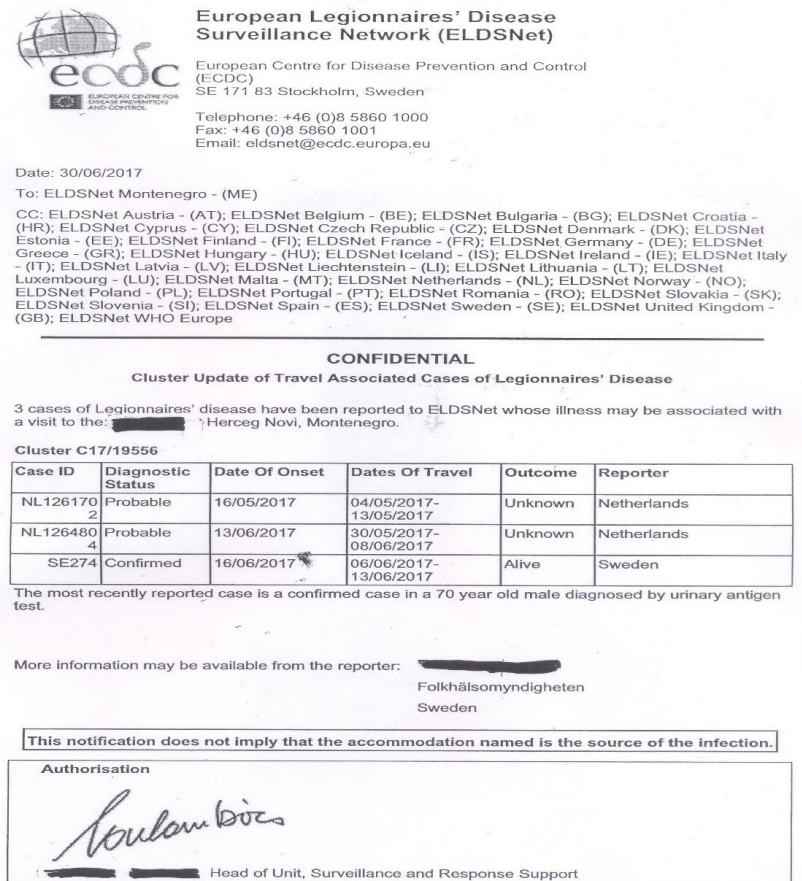 European Legionnaires' Disease
Surveillance Network (ELDSNet)
ecdc
EUROPEAN CENTRE FOR
DISEASE PREVENTION
AND CONTROL
European Centre for Disease Prevention and Control
(ECDC)
SE 171 83 Stockholm, Sweden
Telephone: +46 (0)8 5860 1000
Fax: +46 (0)8 5860 1001
Email: eldsnet@ecdc.europa.eu
Date: 30/06/2017
To: ELDSNet Montenegro - (ME)
CC: ELDSNet Austria - (AT); ELDSNet Belgium - (BE); ELDSNet Bulgaria - (BG); ELDSNet Croatia -
(HR); ELDSNet Cyprus - (CY); ELDSNet Czech Republic - (CZ); ELDSNet Denmark - (DK); ELDSNet
Estonia - (EE); ELDSNet Finland - (FI); ELDSNet France - (FR); ELDSNet Germany - (DE); ELDSNet
Greece - (GR); ELDSNet Hungary - (HU); ELDSNet Iceland - (IS); ELDSNet Ireland - (IE); ELDSNet Italy
- (IT); ELDSNet Latvia - (LV); ELDSNet Liechtenstein - (LI); ELDSNet Lithuania - (LT); ELDSNet
Luxembourg - (LU); ELDSNet Malta - (MT); ELDSNet Netherlands - (NL); ELDSNet Norway - (NO);
ELDSNet Poland - (PL); ELDSNet Portugal - (PT); ELDSNet Romania - (RO); ELDSNet Slovakia - (SK);
ELDSNet Slovenia - (SI); ELDSNet Spain - (ES); ELDSNet Sweden - (SE); ELDSNet United Kingdom -
(GB); ELDSNet WHO Europe
CONFIDENTIAL
Cluster Update of Travel Associated Cases of Legionnaires' Disease
3 cases of Legionnaires' disease have been reported to ELDSNet whose illness may be associated with
a visit to the: Herceg Novi, Montenegro.
Cluster C17/19556
Case ID Diagnostic Status Date Of Onset Dates Of Travel Outcome Reporter
NL1261702 Probable 16/05/2017 04/05/2017-13/05/2017 Unknown Netherlands
NL1264804 Probable 13/06/2017 30/05/2017-08/06/2017 Unknown Netherlands
SE274 Confirmed 16/06/2017 06/06/2017-13/06/2017 Alive Sweden
The most recently reported case is a confirmed case in a 70 year old male diagnosed by urinary antigen
test.
More information may be available from the reporter:
Folkhälsomyndigheten
Sweden
This notification does not imply that the accommodation named is the source of the infection.
Authorisation
Head of Unit, Surveillance and Response Support